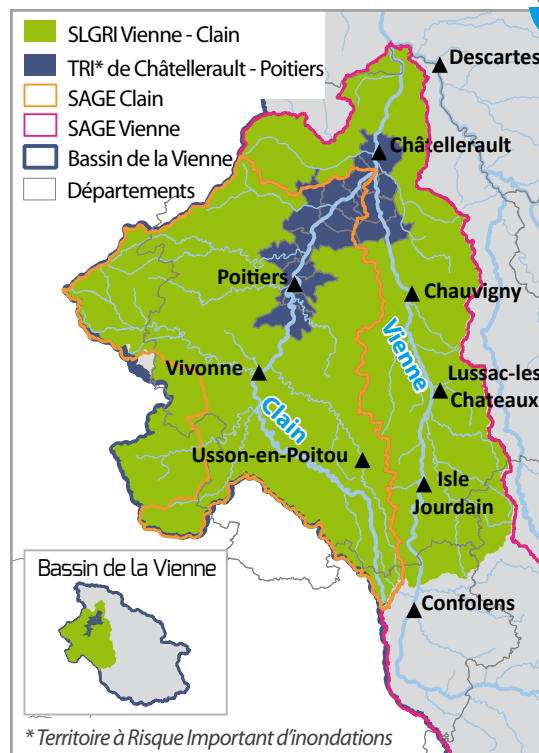 SLGRI Vienne - Clain
TRI* de Châtellerault - Poitiers
SAGE Clain
SAGE Vienne
Bassin de la Vienne
Départements
Descartes
Châtellerault
Poitiers
Chauvigny
Vienne
Vivonne
Lussac-les
Chateaux
Clain
Usson-en-Poitou
Isle
Jourdain
Bassin de la Vienne
Confolens
* Territoire à Risque Important d'inondations